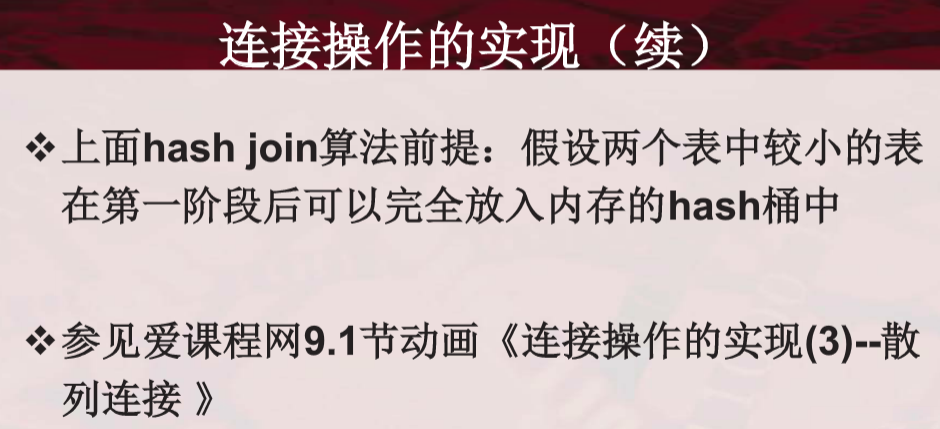 连接操作的实现（续）
❖上面hash join算法前提：假设两个表中较小的表
在第一阶段后可以完全放入内存的hash桶中
❖参见爱课程网9.1节动画《连接操作的实现(3)--散
列连接 》